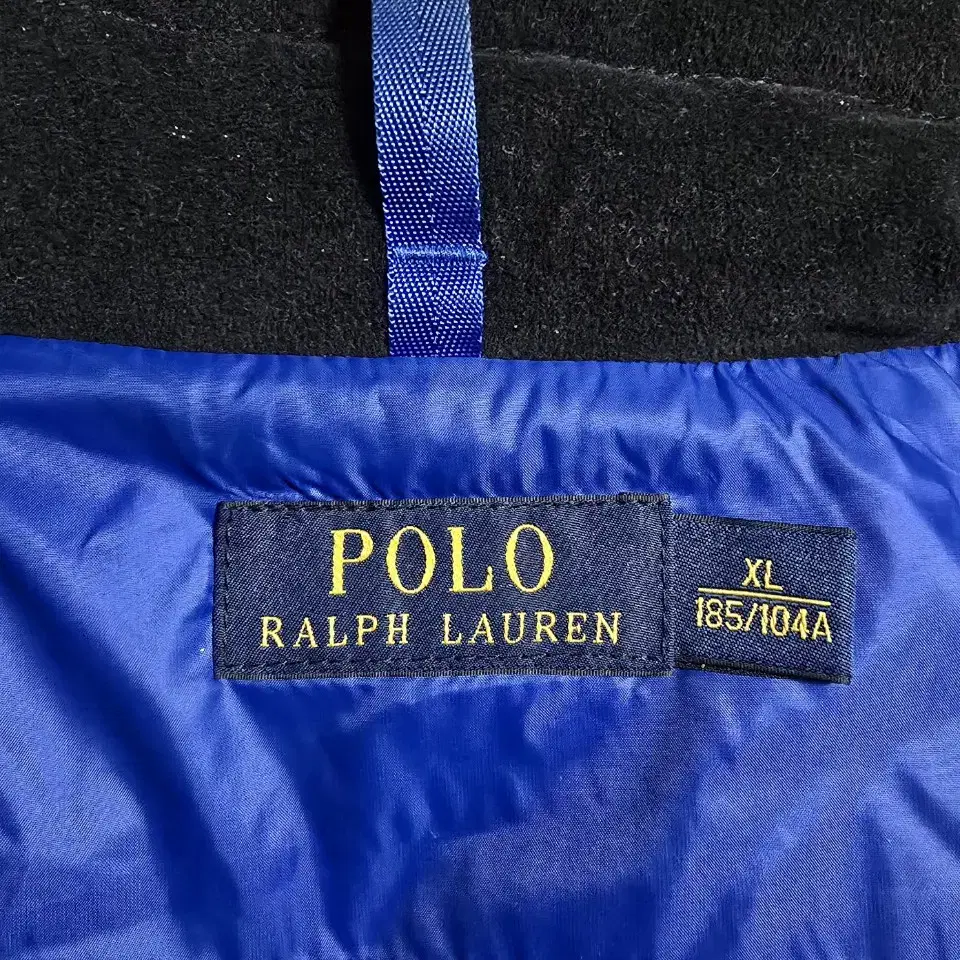 POLO
RALPH LAUREN
XL
185/104A